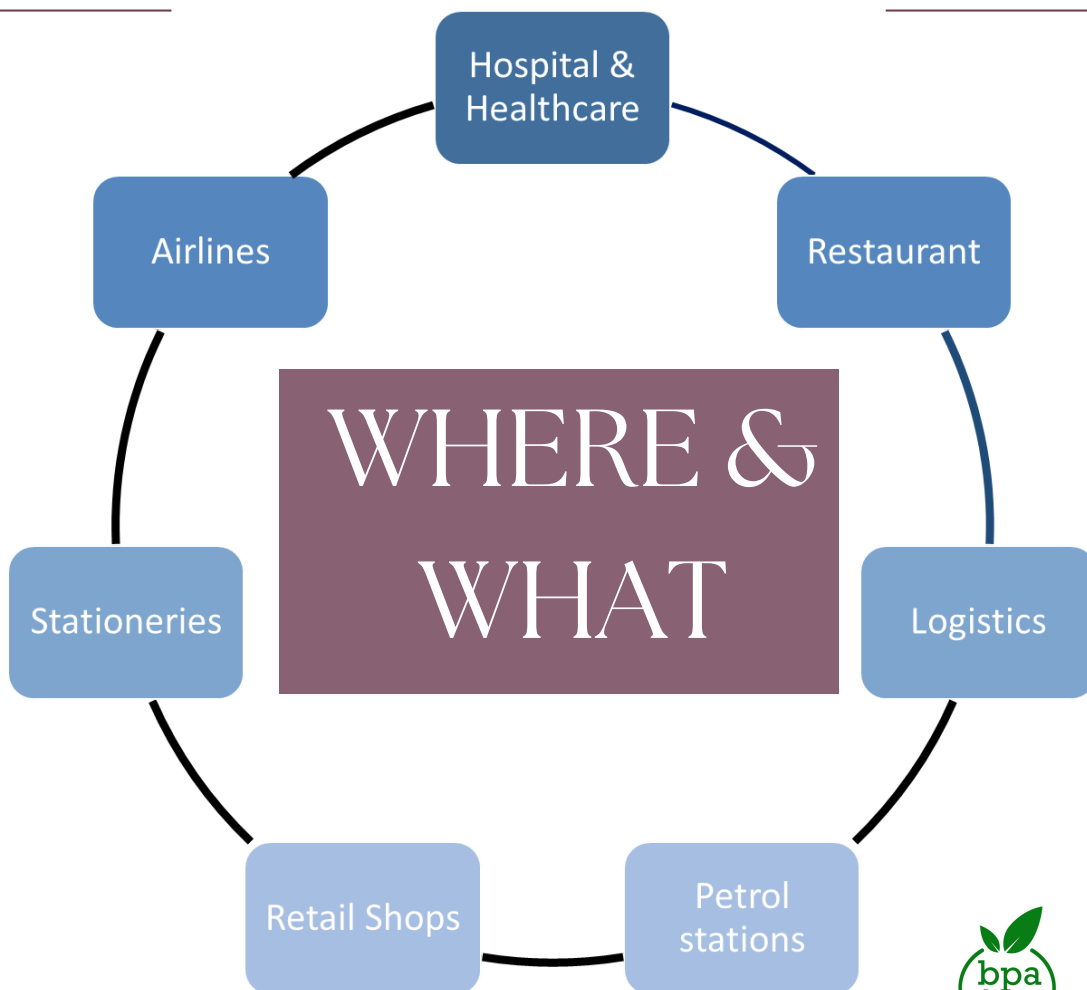 Hospital &
Healthcare
Airlines
Restaurant
WHERE &
WHAT
Stationeries
Logistics
Retail Shops
Petrol
stations
bpa